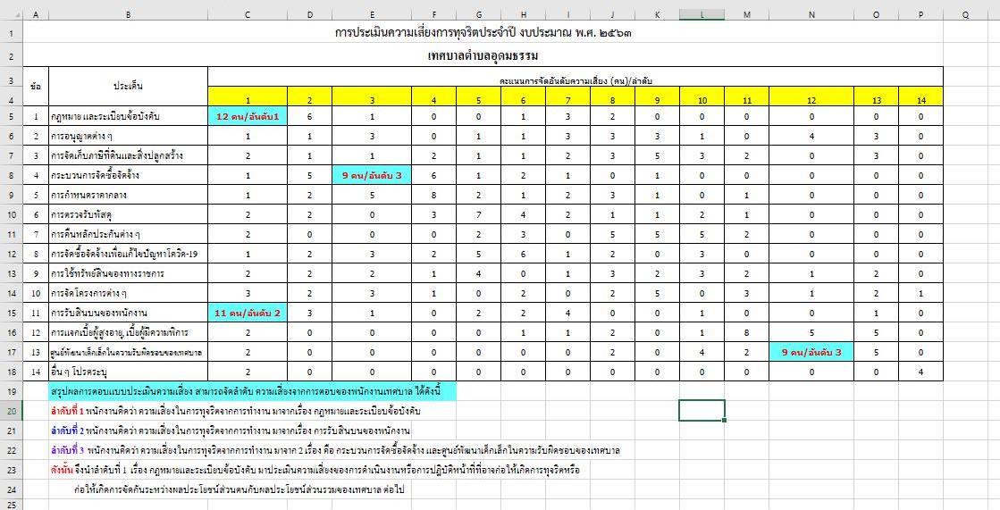 A B C D E F G H I J K L M N O P Q
1 การประเมินความเสี่ยงการทุจริตประจำปี งบประมาณ พ.ศ. ๒๕๖๓
2 เทศบาลตำบลอุดมธรรม
3 ข้อ ประเด็น คะแนนการจัดอันดับความเสี่ยง (คน)/ลำดับ
4 1 2 3 4 5 6 7 8 9 10 11 12 13 14
5 1 กฎหมาย และระเบียบข้อบังคับ 12 คน/อันดับ1 6 1 0 0 1 3 2 0 0 0 0 0 0
6 2 การอนุญาตต่าง ๆ 1 1 3 0 1 1 3 3 3 1 0 4 3 0
7 3 การจัดเก็บภาษีที่ดินและสิ่งปลูกสร้าง 2 1 1 2 1 1 2 3 5 3 2 0 3 0
8 4 กระบวนการจัดซื้อจัดจ้าง 1 5 9 คน/อันดับ 3 6 1 2 1 0 1 0 0 0 0 0
9 5 การกำหนดราคากลาง 1 2 5 8 2 1 2 3 1 0 1 0 0 0
10 6 การตรวจรับพัสดุ 2 2 0 3 7 4 2 1 1 2 1 0 0 0
11 7 การคืนหลักประกันต่าง ๆ 2 0 0 0 2 3 0 5 5 5 2 0 0 0
12 8 การจัดซื้อจัดจ้างเพื่อแก้ไขปัญหาโควิด-19 1 2 3 2 5 6 1 2 0 3 0 0 0 0
13 9 การใช้ทรัพย์สินของทางราชการ 2 2 2 1 4 0 1 3 2 3 2 1 2 0
14 10 การจัดโครงการต่าง ๆ 3 2 3 1 0 2 0 2 5 0 3 1 2 1
15 11 การรับสินบนของพนักงาน 11 คน/อันดับ 2 3 1 0 2 2 4 0 0 1 0 0 1 0
16 12 การแจกเบี้ยผู้สูงอายุ, เบี้ยผู้มีความพิการ 2 0 0 0 0 1 1 2 0 1 8 5 5 0
17 13 ศูนย์พัฒนาเด็กเล็กในความรับผิดชอบของเทศบาล 2 0 0 0 0 0 0 2 0 4 2 9 คน/อันดับ 3 5 0
18 14 อื่น ๆ โปรดระบุ 2 0 0 0 0 0 0 0 0 0 0 0 0 4
19 สรุปผลการตอบแบบประเมินความเสี่ยง สามารถจัดลำดับ ความเสี่ยงจากการตอบของพนักงานเทศบาล ได้ดังนี้
20 ลำดับที่ 1 พนักงานคิดว่า ความเสี่ยงในการทุจริตจากการทำงาน มาจากเรื่อง กฎหมายและระเบียบข้อบังคับ
21 ลำดับที่ 2 พนักงานคิดว่า ความเสี่ยงในการทุจริตจากการทำงาน มาจากเรื่อง การรับสินบนของพนักงาน
22 ลำดับที่ 3 พนักงานคิดว่า ความเสี่ยงในการทุจริตจากการทำงาน มาจาก 2 เรื่อง คือ กระบวนการจัดซื้อจัดจ้าง และศูนย์พัฒนาเด็กเล็กในความรับผิดชอบของเทศบาล
23 ดังนั้น จึงนำลำดับที่ 1 เรื่อง กฎหมายและระเบียบข้อบังคับ มาประเมินความเสี่ยงของการดำเนินงานหรือการปฏิบัติหน้าที่ที่อาจก่อให้เกิดการทุจริตหรือ
24 ก่อให้เกิดการขัดกันระหว่างผลประโยชน์ส่วนตนกับผลประโยชน์ส่วนรวมของเทศบาล ต่อไป
25